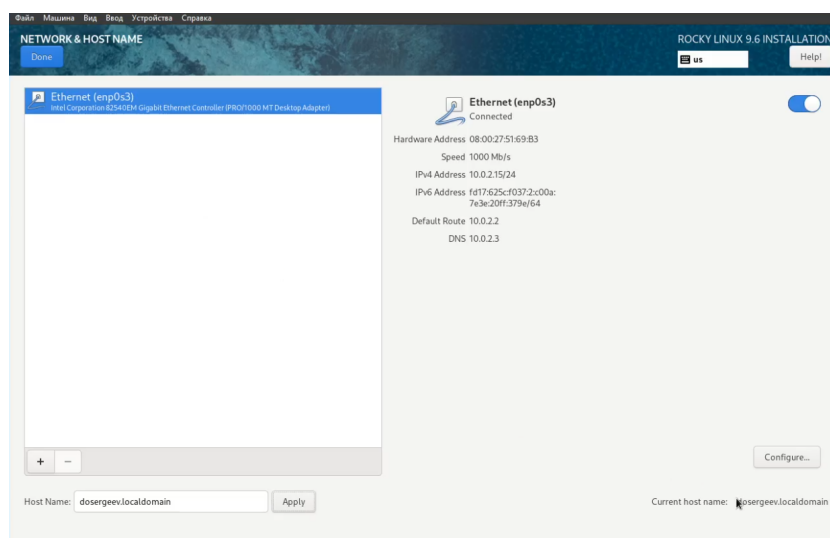 Файл Машина Вид Ввод Устройства Справка
NETWORK & HOST NAME
ROCKY LINUX 9.6 INSTALLATION
Done
us
Help!
Ethernet (enp0s3)
Intel Corporation 82540EM Gigabit Ethernet Controller (PRO/1000 MT Desktop Adapter)
Ethernet (enp0s3)
Connected
Hardware Address 08:00:27:51:69:B3
Speed 1000 Mb/s
IPv4 Address 10.0.2.15/24
IPv6 Address fd17:625c:f037:2:c00a:
7e3e:20ff:379e/64
Default Route 10.0.2.2
DNS 10.0.2.3
+ −
Configure...
Host Name: dosergeev.localdomain Apply
Current host name: dosergeev.localdomain